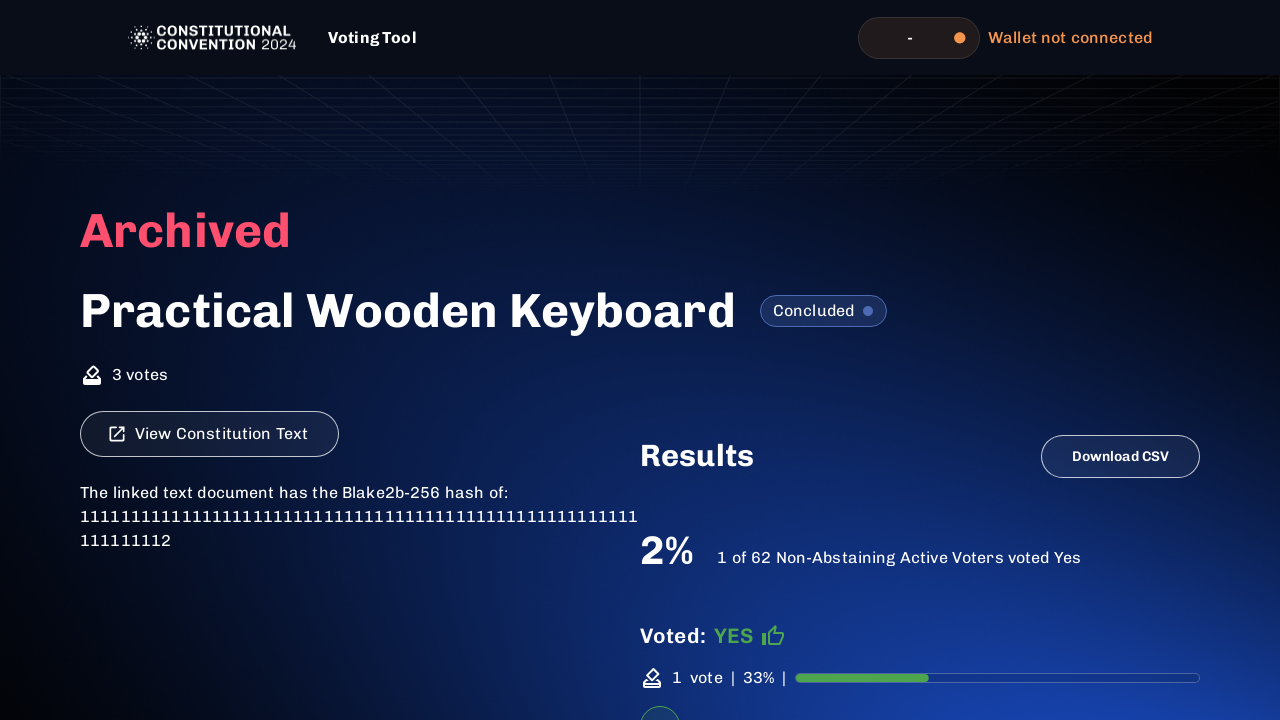 CONSTITUTIONAL
CONVENTION 2024
Voting Tool
-
Wallet not connected
Archived
Practical Wooden Keyboard
Concluded
3 votes
View Constitution Text
The linked text document has the Blake2b-256 hash of:
1111111111111111111111111111111111111111111111111111111
111111112
Results
Download CSV
2%
1 of 62 Non-Abstaining Active Voters voted Yes
Voted: YES
1 vote | 33% |